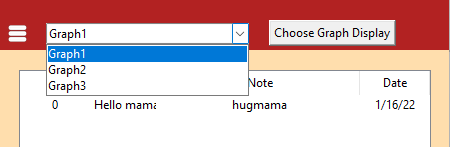 Graph1 Choose Graph Display
Graph1
Graph2
Graph3
Note Date
0 Hello mama hugmama 1/16/22